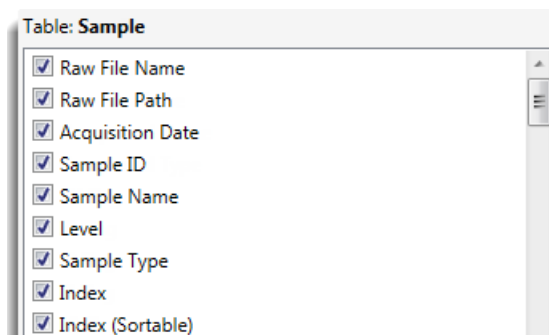 Table: Sample
Raw File Name
Raw File Path
Acquisition Date
Sample ID
Sample Name
Level
Sample Type
Index
Index (Sortable)